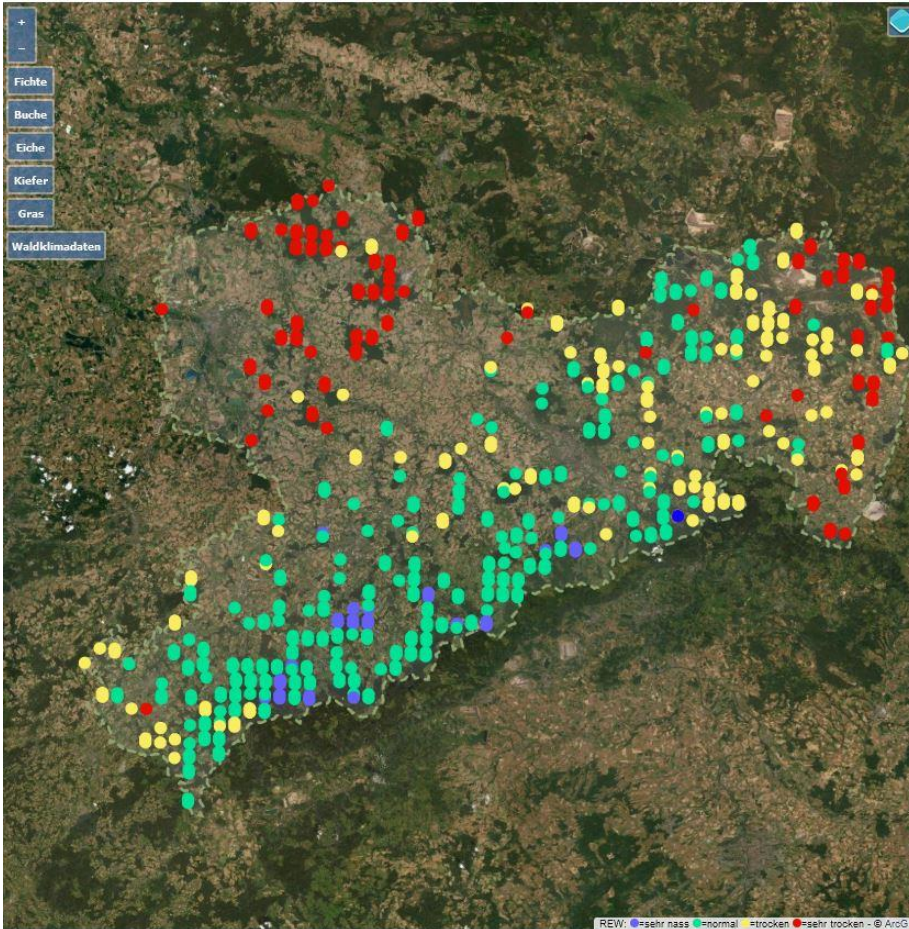 +
−
Fichte
Buche
Eiche
Kiefer
Gras
Waldklimadaten
REW: =sehr nass =normal =trocken =sehr trocken - © ArcG